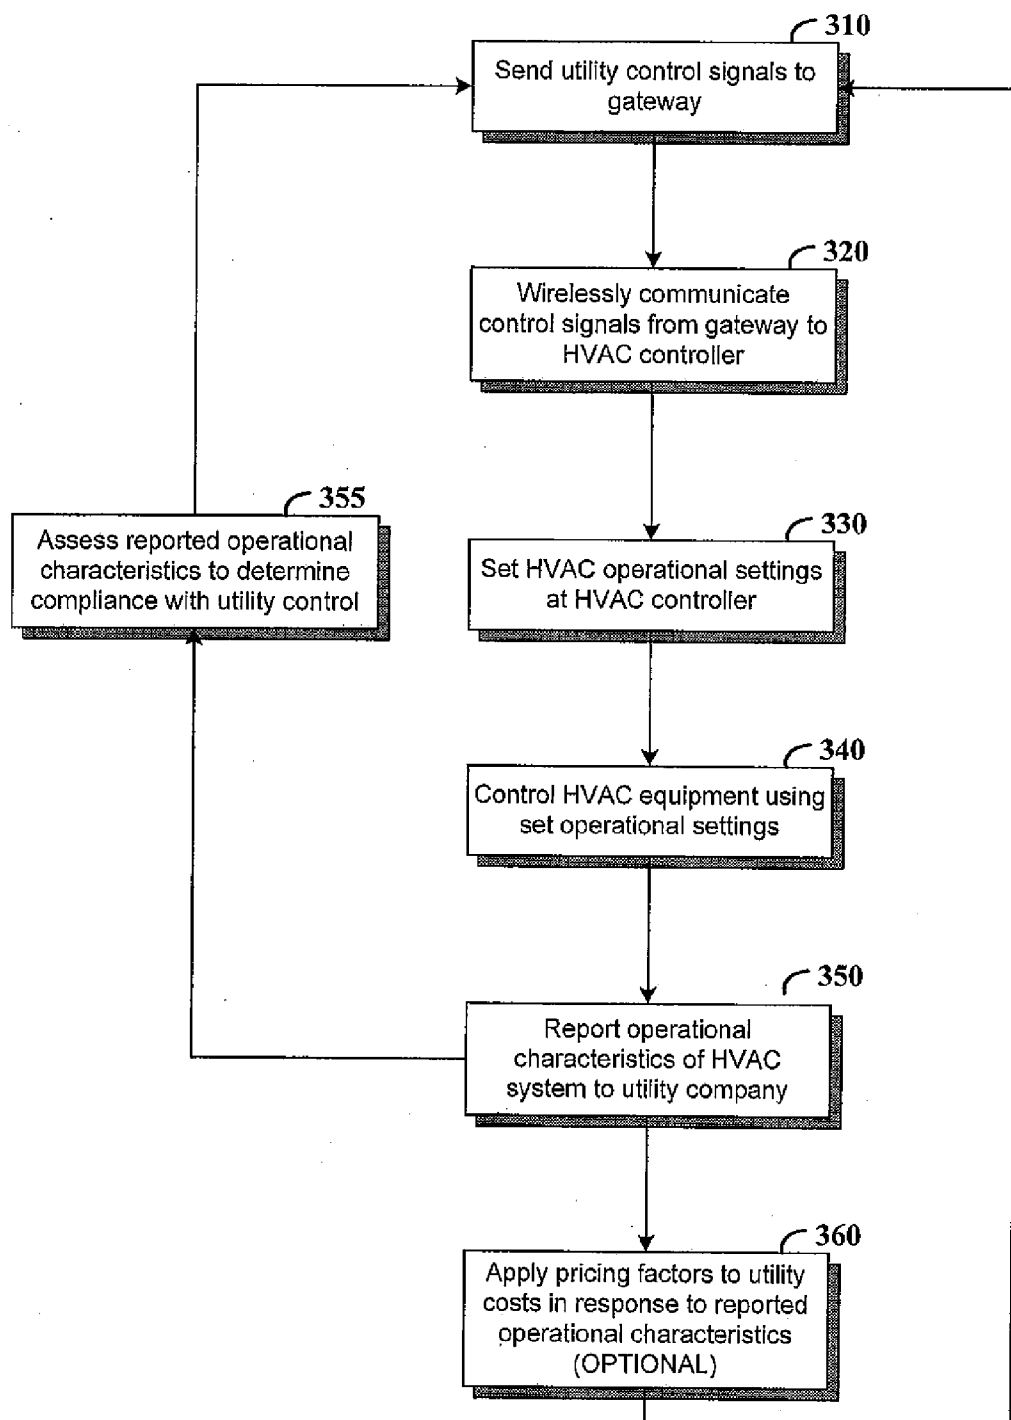 310
Send utility control signals to
gateway
320
Wirelessly communicate
control signals from gateway to
HVAC controller
355
Assess reported operational
characteristics to determine
compliance with utility control
330
Set HVAC operational settings
at HVAC controller
340
Control HVAC equipment using
set operational settings
350
Report operational
characteristics of HVAC
system to utility company
360
Apply pricing factors to utility
costs in response to reported
operational characteristics
(OPTIONAL)